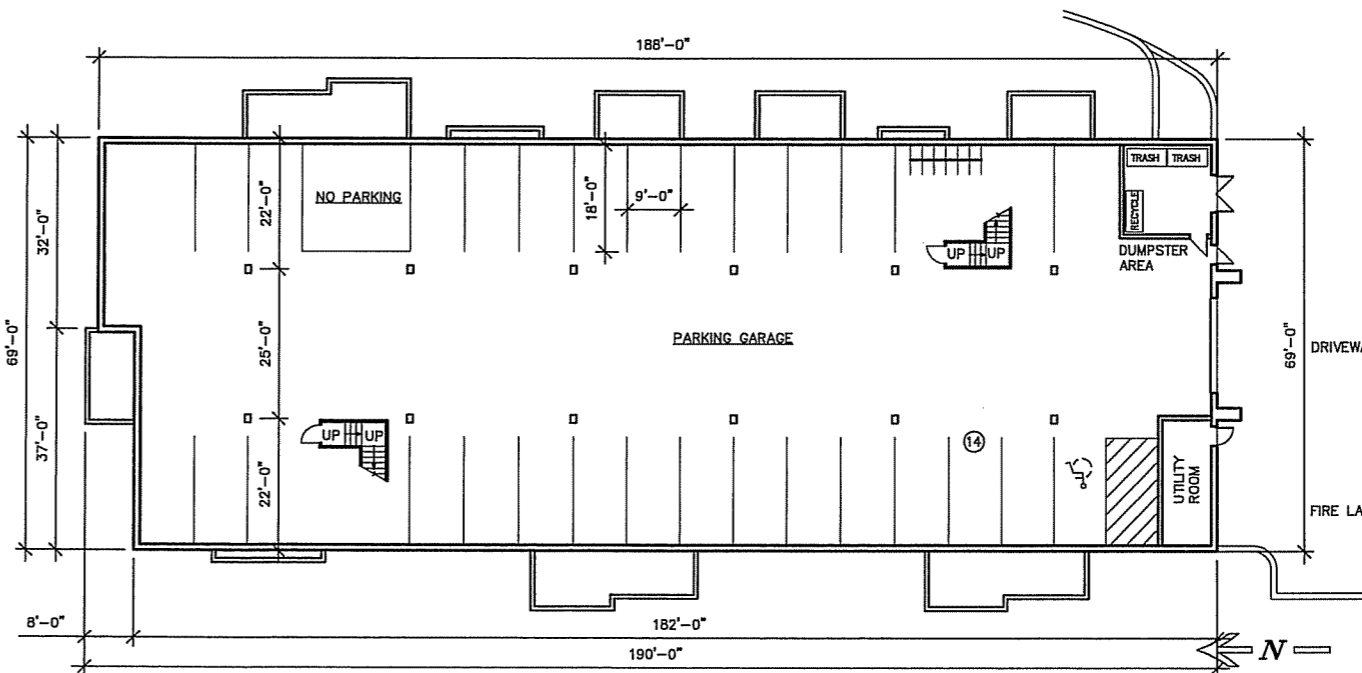 188'-0"
TRASH TRASH
NO PARKING
22'-0"
18'-0"
9'-0"
RECYCLE
32'-0"
UP UP
DUMPSTER
AREA
69'-0"
25'-0"
PARKING GARAGE
69'-0"
DRIVEWA
37'-0"
UP UP
14
22'-0"
UTILITY
ROOM
FIRE LA
8'-0"
182'-0"
190'-0"
N